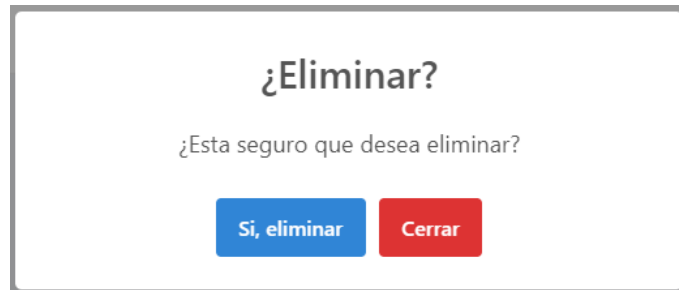 ¿Eliminar?
¿Esta seguro que desea eliminar?
Si, eliminar Cerrar